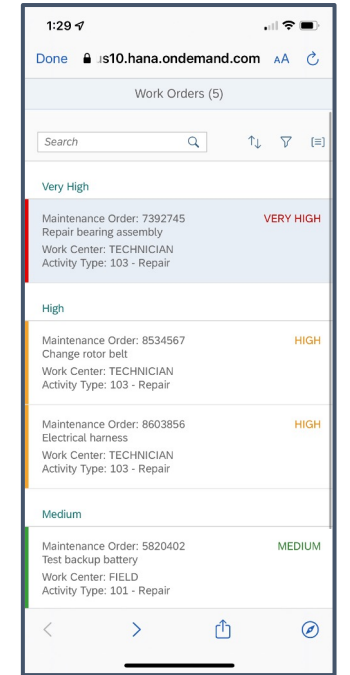 1:29
Done s10.hana.ondemand.com AA
Work Orders (5)
Search
Very High
Maintenance Order: 7392745 VERY HIGH
Repair bearing assembly
Work Center: TECHNICIAN
Activity Type: 103 - Repair
High
Maintenance Order: 8534567 HIGH
Change rotor belt
Work Center: TECHNICIAN
Activity Type: 103 - Repair
Maintenance Order: 8603856 HIGH
Electrical harness
Work Center: TECHNICIAN
Activity Type: 103 - Repair
Medium
Maintenance Order: 5820402 MEDIUM
Test backup battery
Work Center: FIELD
Activity Type: 101 - Repair